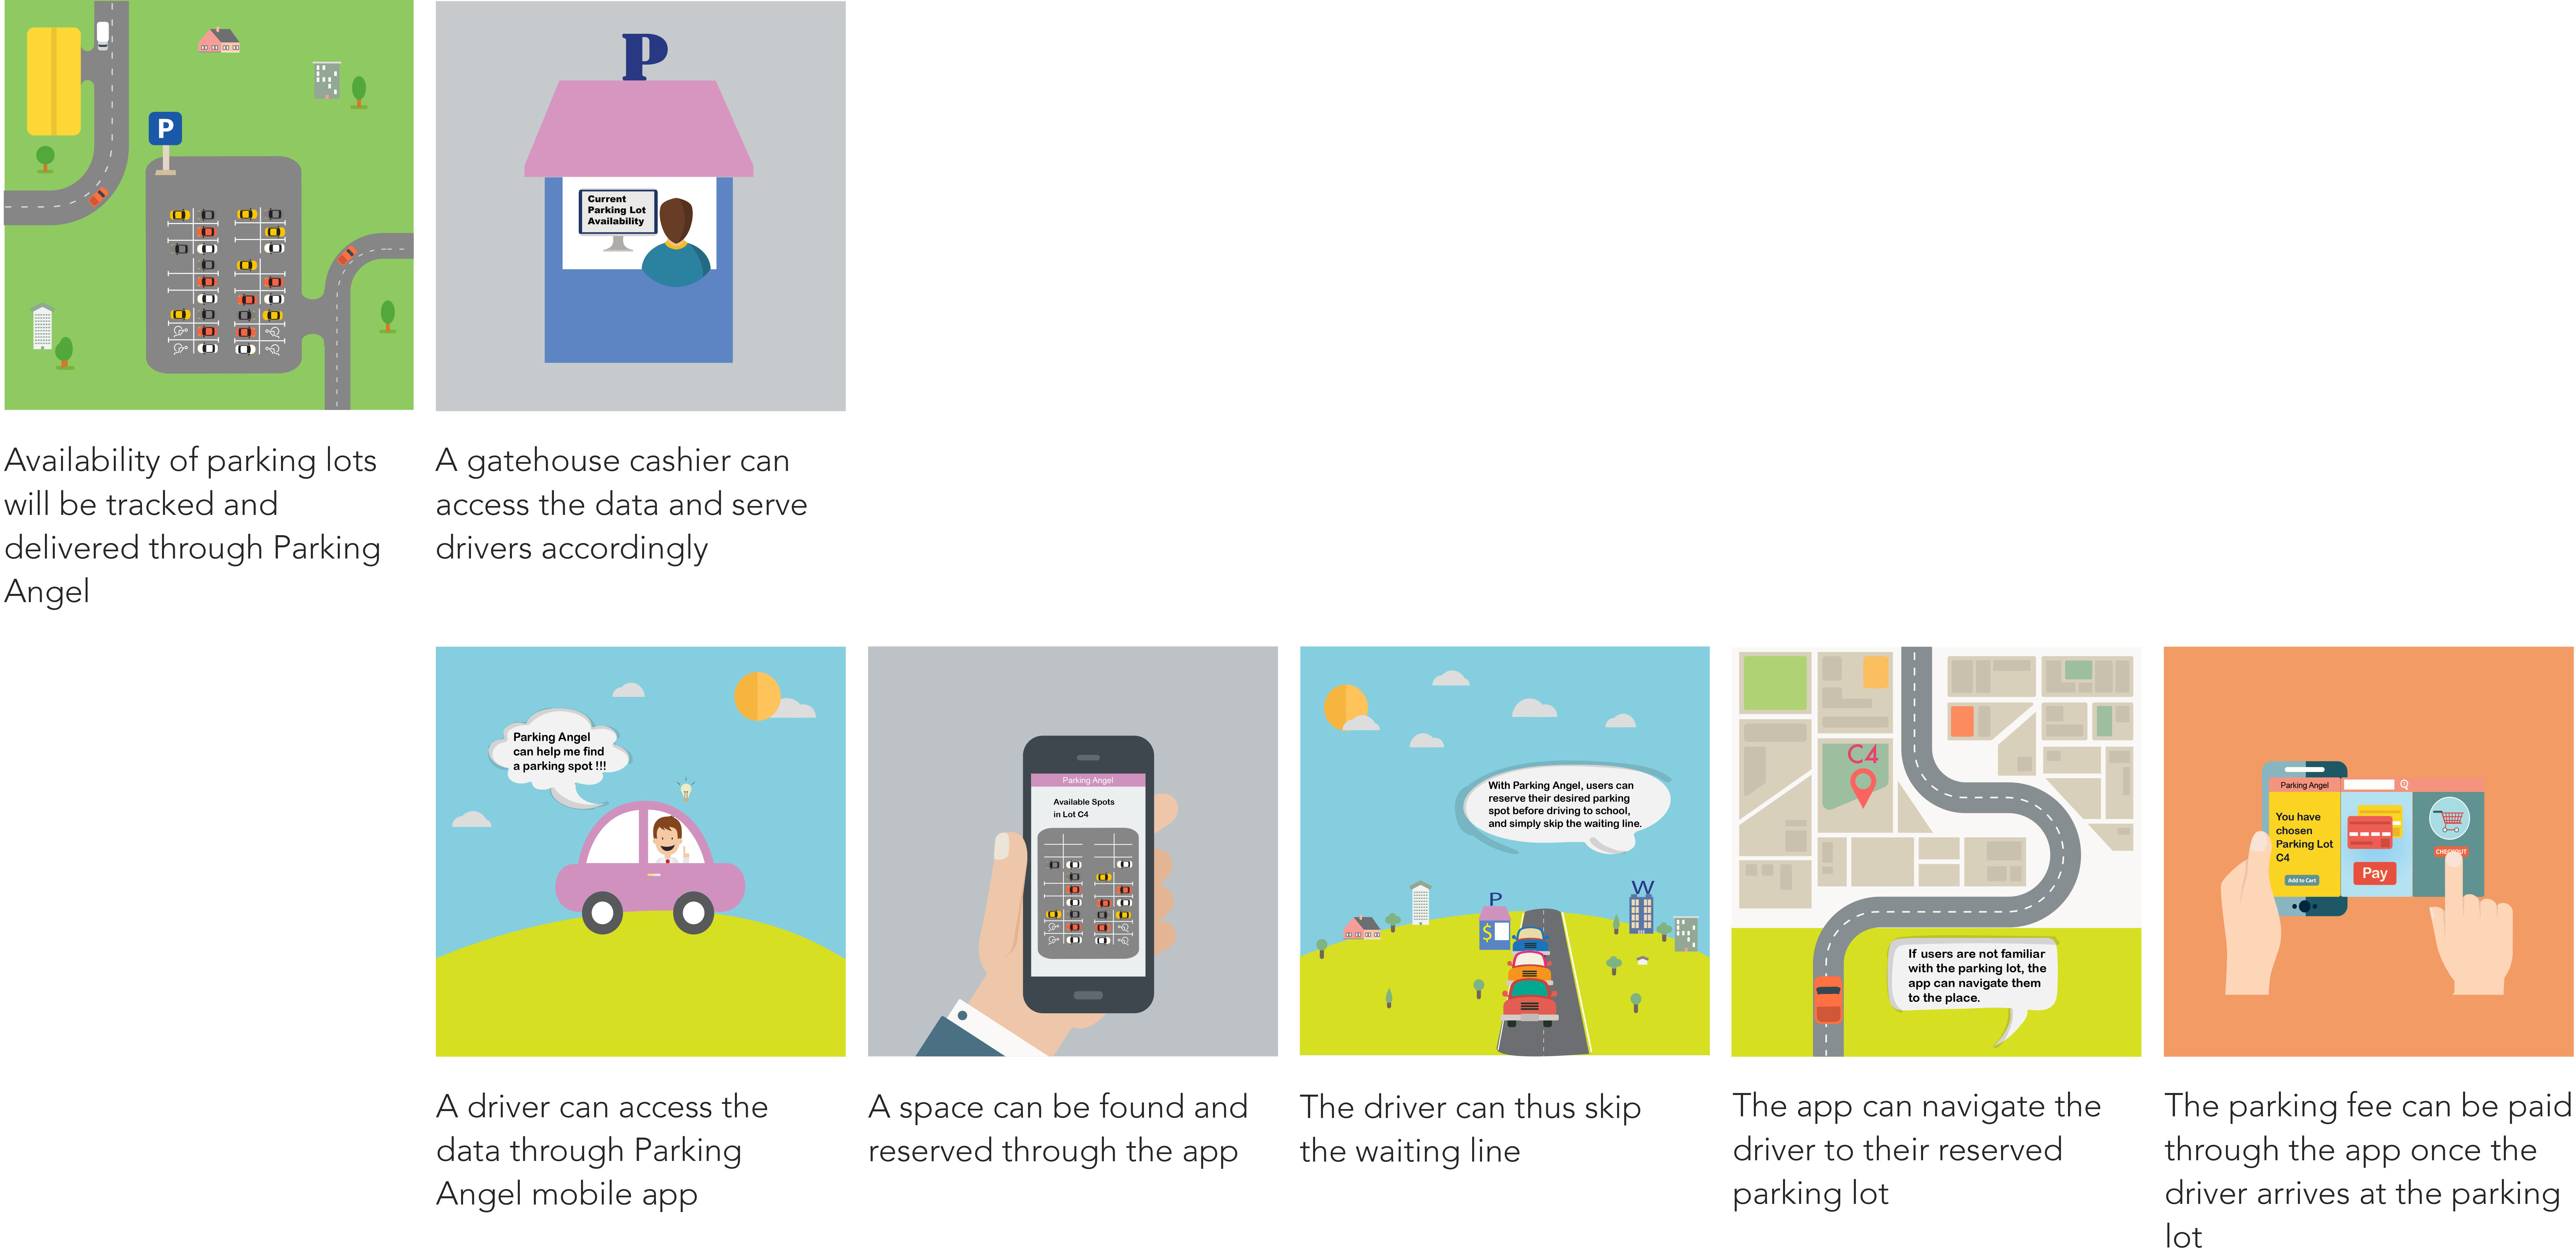 P
P
Current
Parking Lot
Availability
Availability of parking lots
will be tracked and
delivered through Parking
Angel
A gatehouse cashier can
access the data and serve
drivers accordingly
Parking Angel
can help me find
a parking spot !!!
A driver can access the
data through Parking
Angel mobile app
Parking Angel
Available Spots
in Lot C4
A space can be found and
reserved through the app
With Parking Angel, users can
reserve their desired parking
spot before driving to school,
and simply skip the waiting line.
P
$
W
The driver can thus skip
the waiting line
C4
If users are not familiar
with the parking lot, the
app can navigate them
to the place.
The app can navigate the
driver to their reserved
parking lot
Parking Angel
You have
chosen
Parking Lot
C4
Add to Cart
Pay
CHECKOUT
The parking fee can be paid
through the app once the
driver arrives at the parking
lot